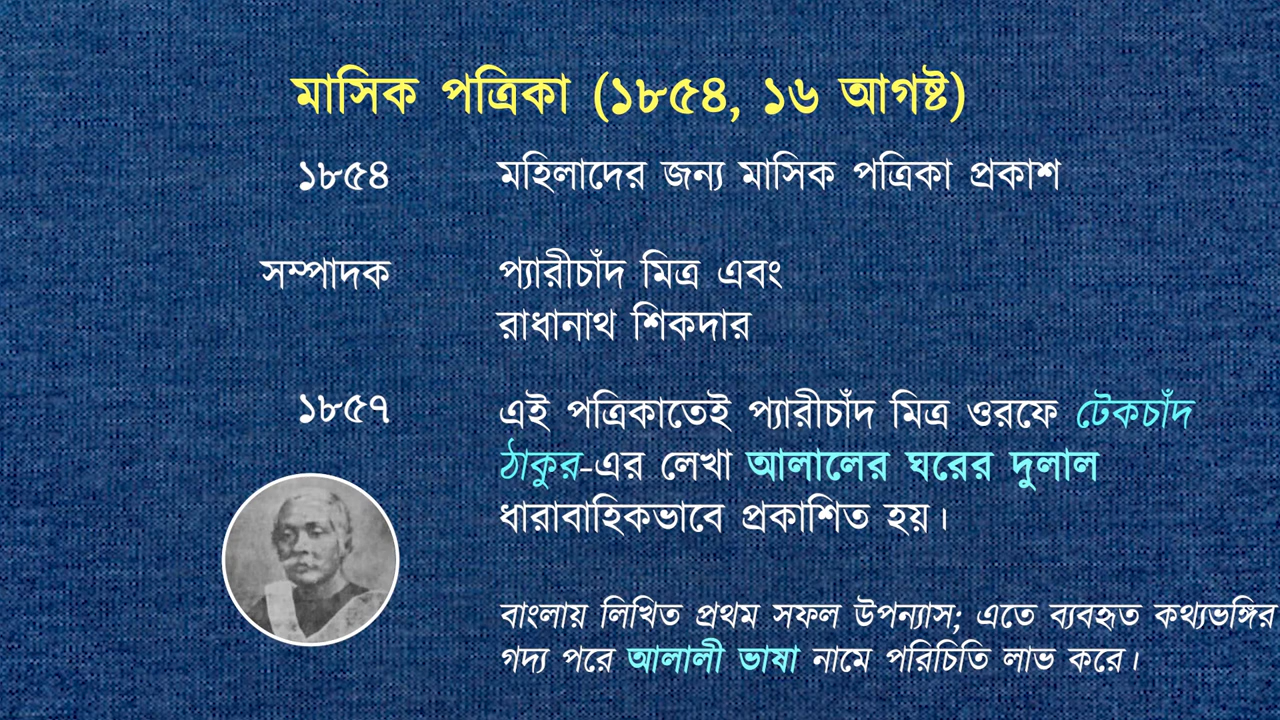 মাসিক পত্রিকা (১৮৫৪, ১৬ আগষ্ট)
১৮৫৪ মহিলাদের জন্য মাসিক পত্রিকা প্রকাশ
সম্পাদক প্যারীচাঁদ মিত্র এবং
রাধানাথ শিকদার
১৮৫৭ এই পত্রিকাতেই প্যারীচাঁদ মিত্র ওরফে টেকচাঁদ
ঠাকুর-এর লেখা আলালের ঘরের দুলাল
ধারাবাহিকভাবে প্রকাশিত হয়।
বাংলায় লিখিত প্রথম সফল উপন্যাস; এতে ব্যবহৃত কথ্যভঙ্গির
গদ্য পরে আলালী ভাষা নামে পরিচিতি লাভ করে।